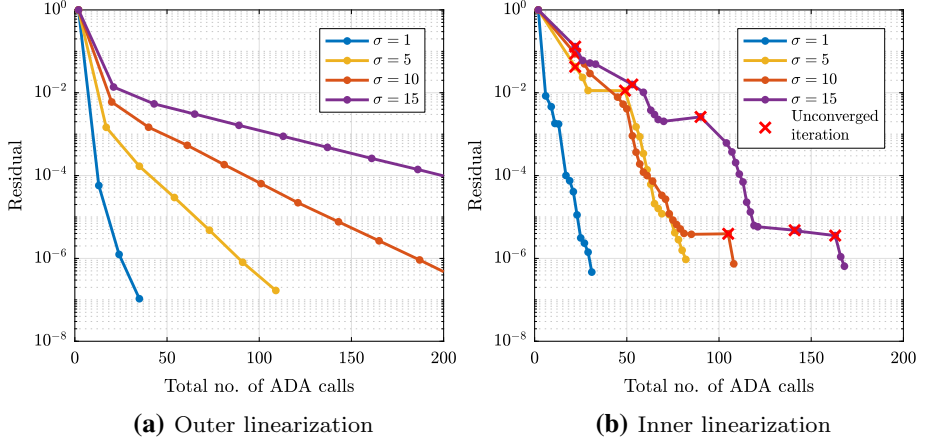 10^0
10^−2
10^−4
10^−6
10^−8
Residual
0 50 100 150 200
Total no. of ADA calls
σ = 1
σ = 5
σ = 10
σ = 15
(a) Outer linearization
10^0
10^−2
10^−4
10^−6
10^−8
Residual
0 50 100 150 200
Total no. of ADA calls
σ = 1
σ = 5
σ = 10
σ = 15
Unconverged
iteration
(b) Inner linearization